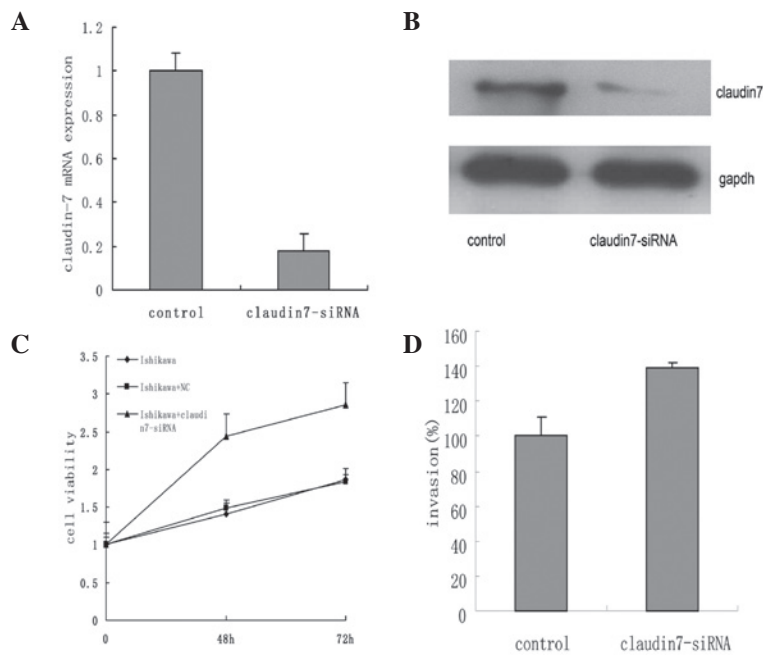 A
claudin-7 mRNA expression
1.2
1
0.8
0.6
0.4
0.2
0
control claudin7-siRNA
B
claudin7
gapdh
control claudin7-siRNA
C
cell viability
3.5
3
2.5
2
1.5
1
0.5
0
Ishikawa
Ishikawa+NC
Ishikawa+claudi
n7-siRNA
0 48h 72h
D
invasion(%)
160
140
120
100
80
60
40
20
0
control claudin7-siRNA